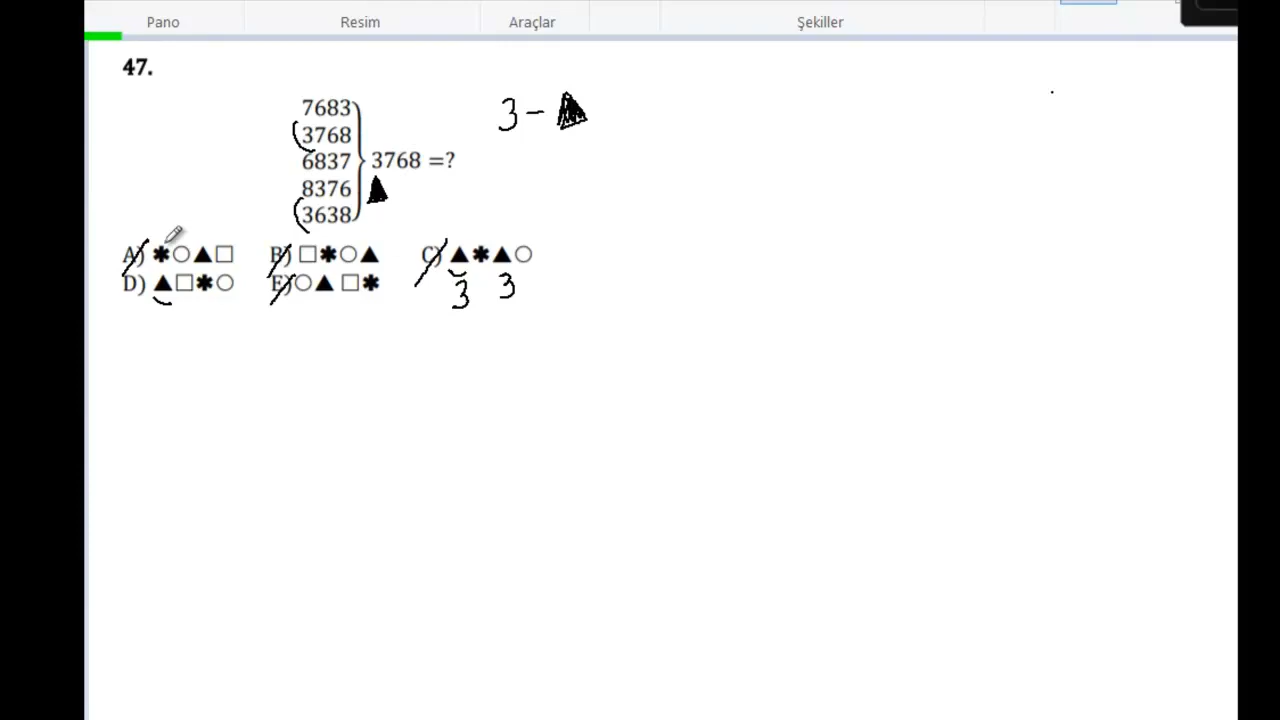 Pano Resim Araçlar Şekiller
47.
7683
3768
6837
8376
3638
3768 =?
3 - ▲
▲
A) ✱○▲□ B) □✱○▲ C) ▲✱▲○
D) ▲□✱○ E) ○▲□✱
3 3